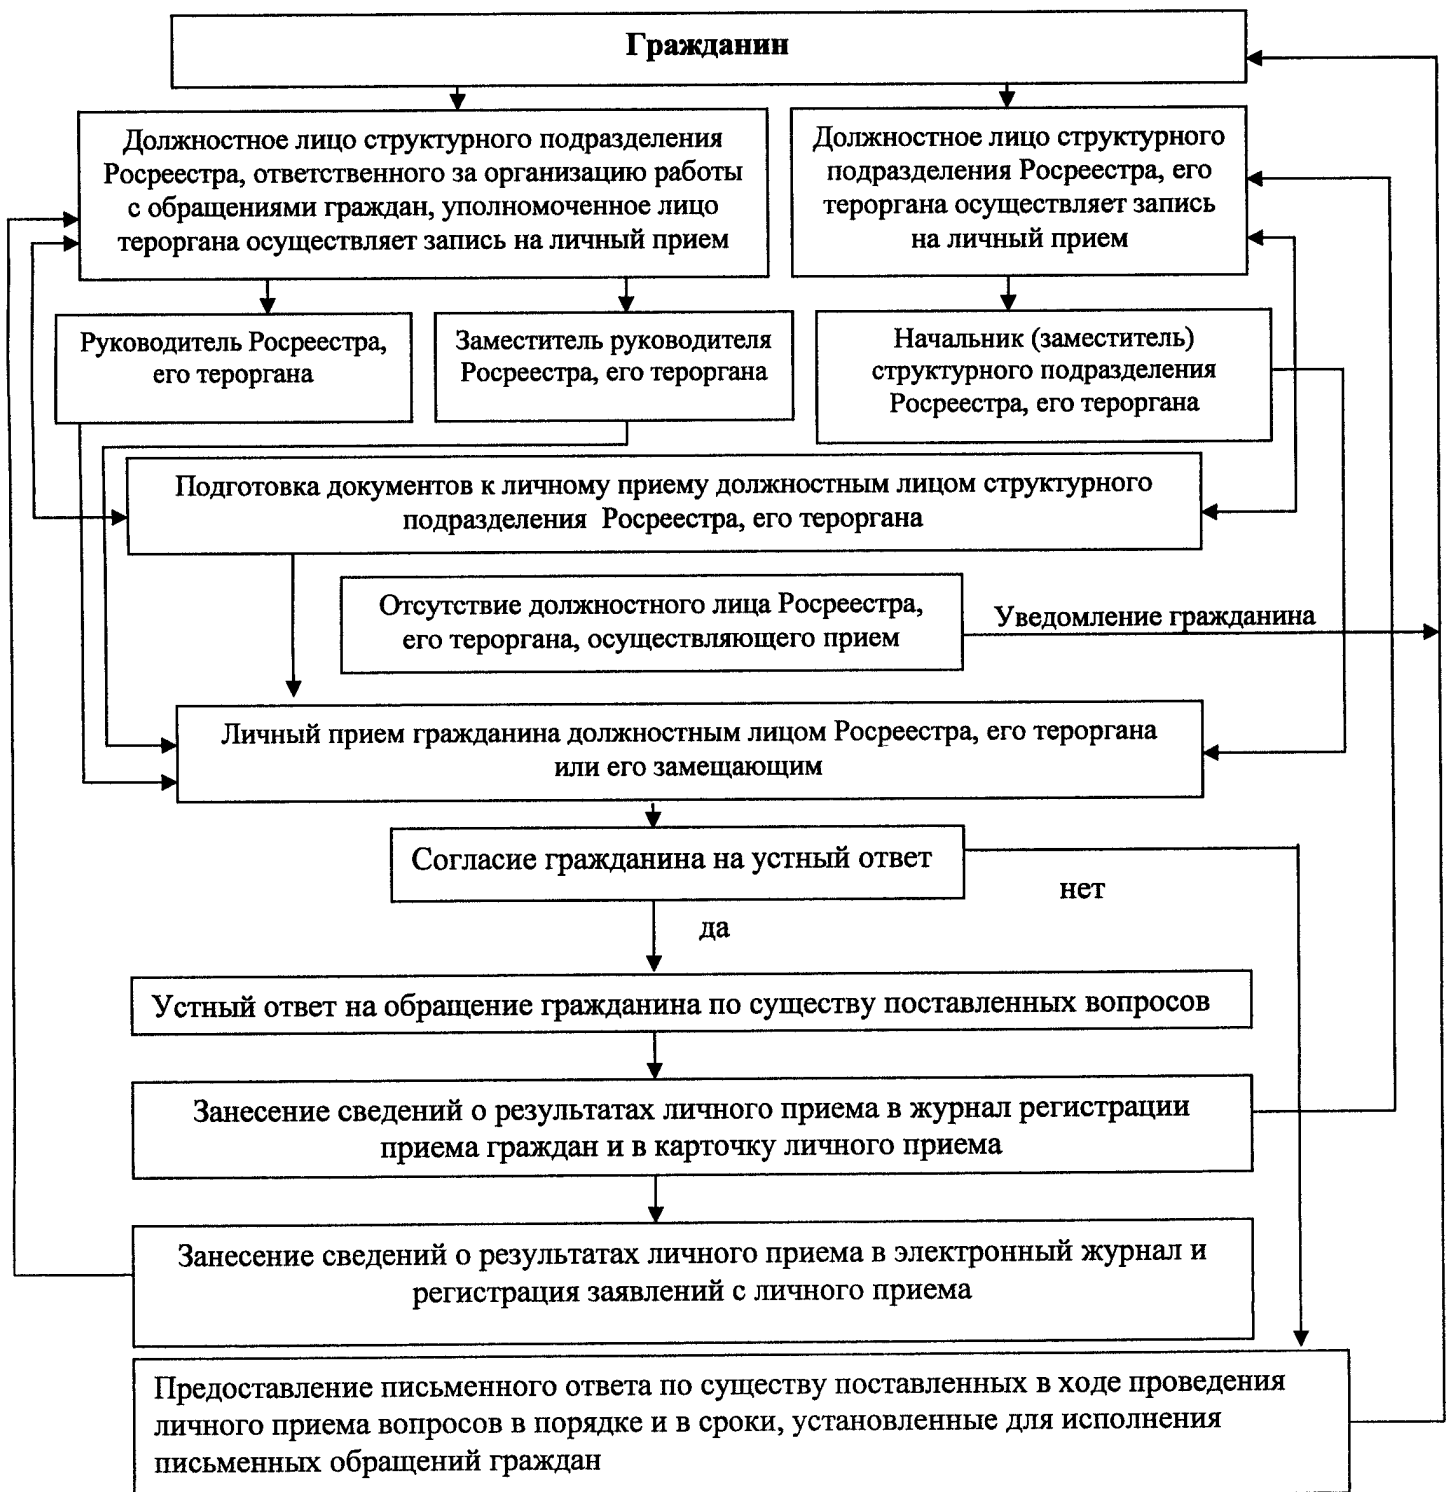 Гражданин
Должностное лицо структурного подразделения
Росреестра, ответственного за организацию работы
с обращениями граждан, уполномоченное лицо
тероргана осуществляет запись на личный прием
Должностное лицо структурного
подразделения Росреестра, его
тероргана осуществляет запись
на личный прием
Руководитель Росреестра,
его тероргана
Заместитель руководителя
Росреестра, его тероргана
Начальник (заместитель)
структурного подразделения
Росреестра, его тероргана
Подготовка документов к личному приему должностным лицом структурного
подразделения Росреестра, его тероргана
Отсутствие должностного лица Росреестра,
его тероргана, осуществляющего прием
Уведомление гражданина
Личный прием гражданина должностным лицом Росреестра, его тероргана
или его замещающим
Согласие гражданина на устный ответ
нет
да
Устный ответ на обращение гражданина по существу поставленных вопросов
Занесение сведений о результатах личного приема в журнал регистрации
приема граждан и в карточку личного приема
Занесение сведений о результатах личного приема в электронный журнал и
регистрация заявлений с личного приема
Предоставление письменного ответа по существу поставленных в ходе проведения
личного приема вопросов в порядке и в сроки, установленные для исполнения
письменных обращений граждан